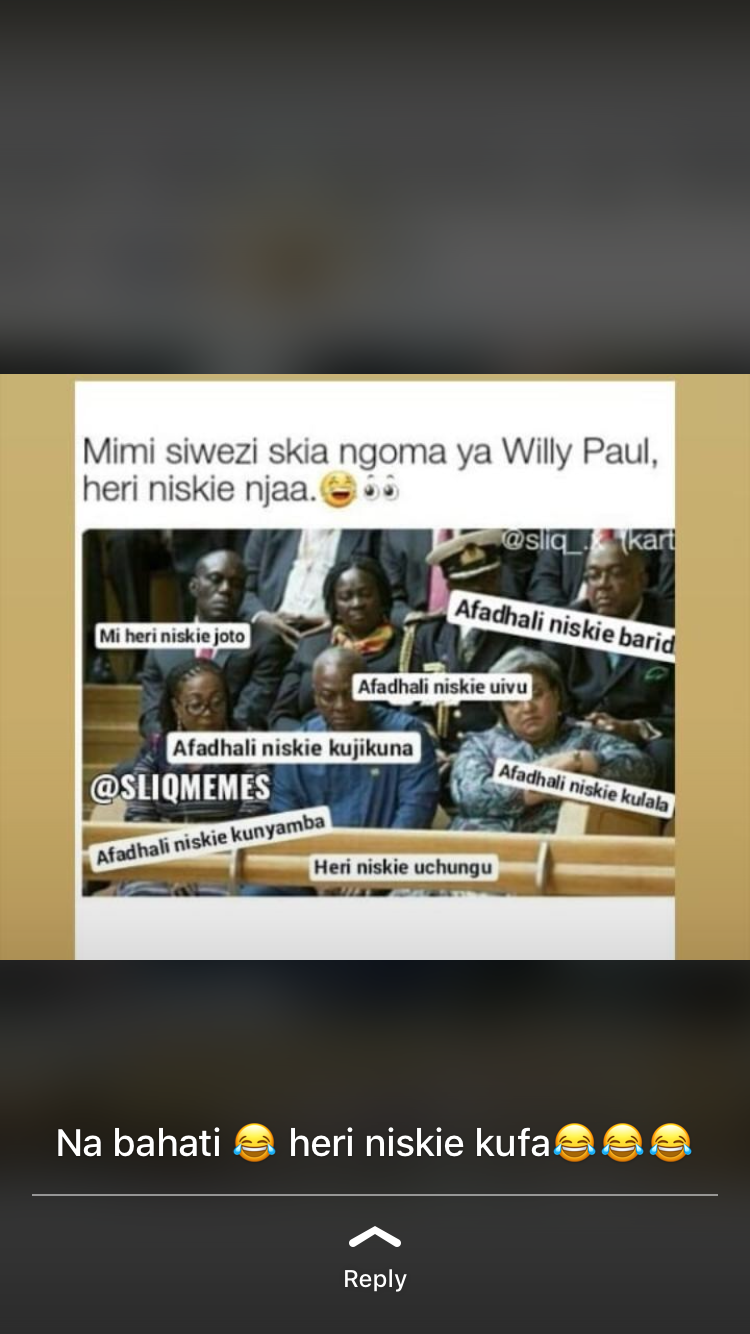 Mimi siwezi skia ngoma ya Willy Paul,
heri niskie njaa.😂👀
@sliq_.x (kart
Mi heri niskie joto
Afadhali niskie barid
Afadhali niskie uivu
Afadhali niskie kujikuna
@SLIQMEMES
Afadhali niskie kulala
Afadhali niskie kunyamba
Heri niskie uchungu
Na bahati 😂 heri niskie kufa😂😂😂
Reply